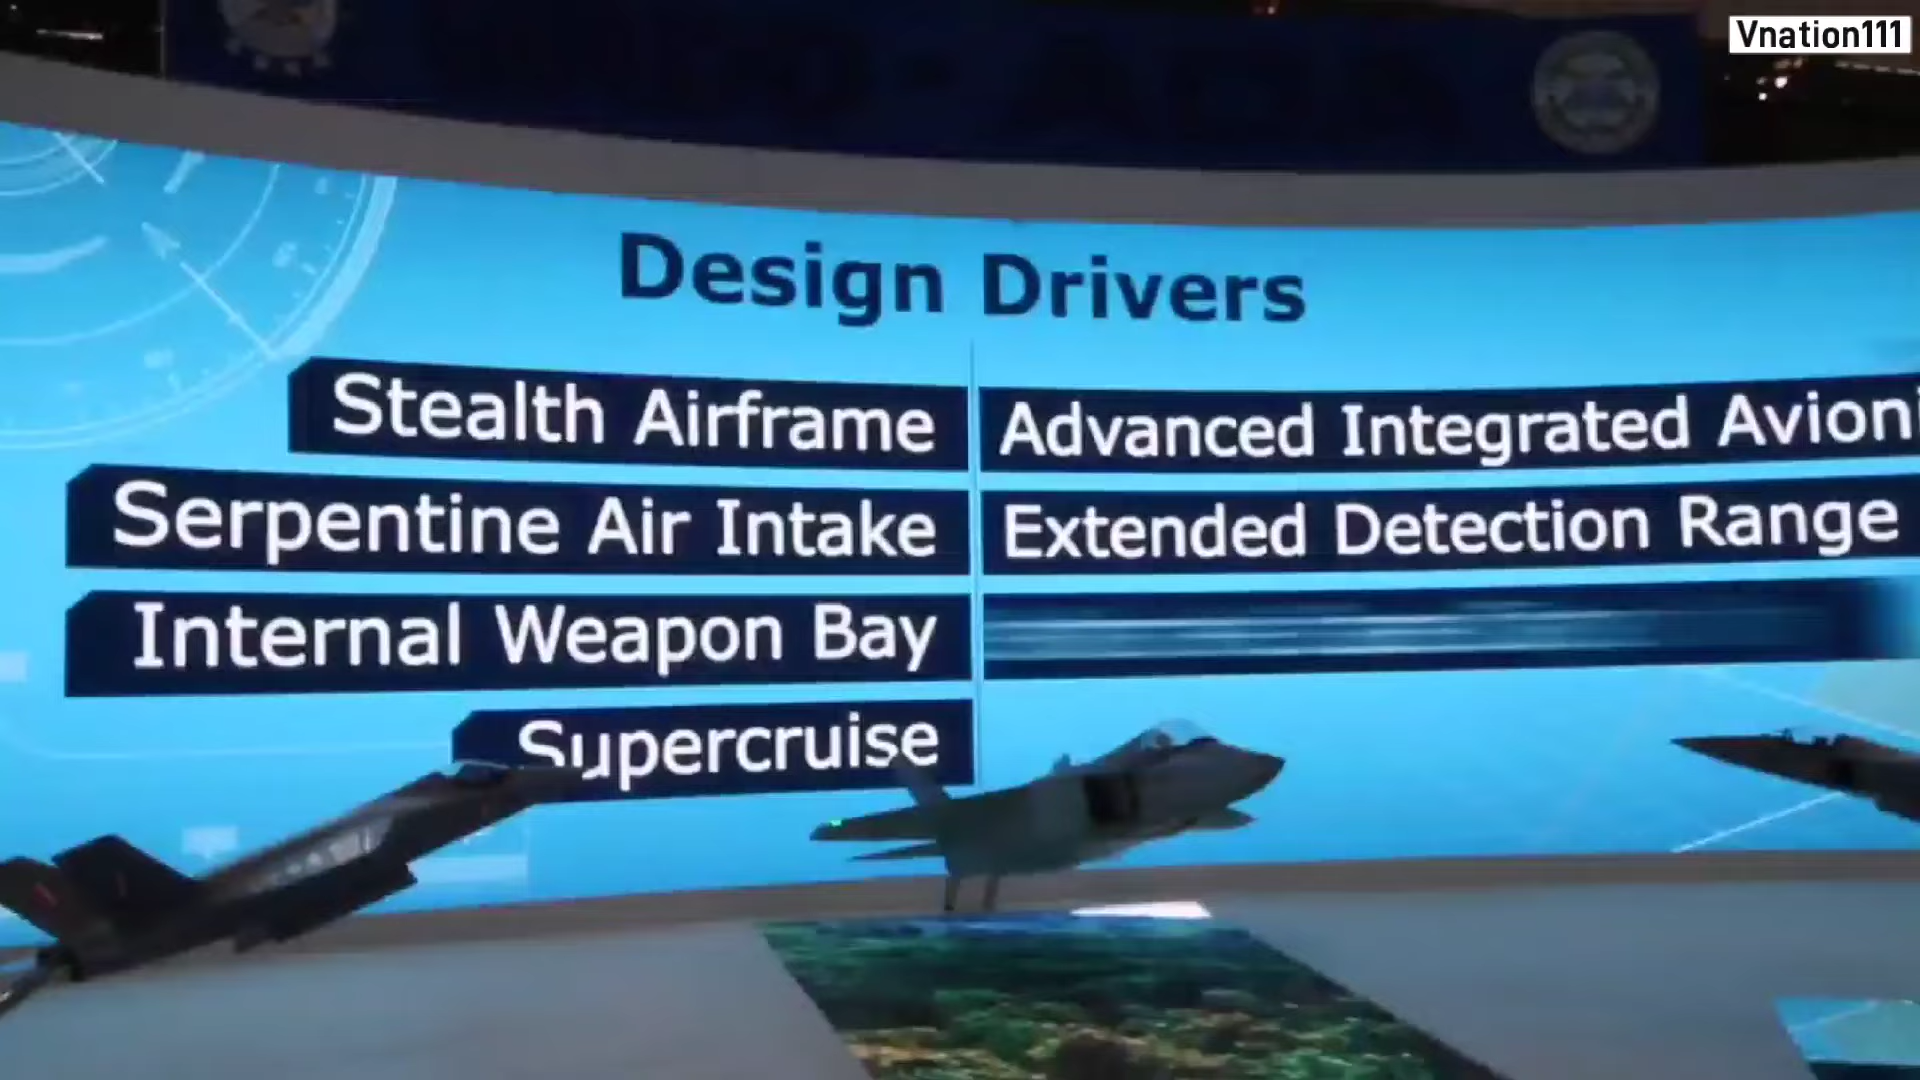 Vnation111
Design Drivers
Stealth Airframe
Serpentine Air Intake
Internal Weapon Bay
Supercruise
Advanced Integrated Avioni
Extended Detection Range